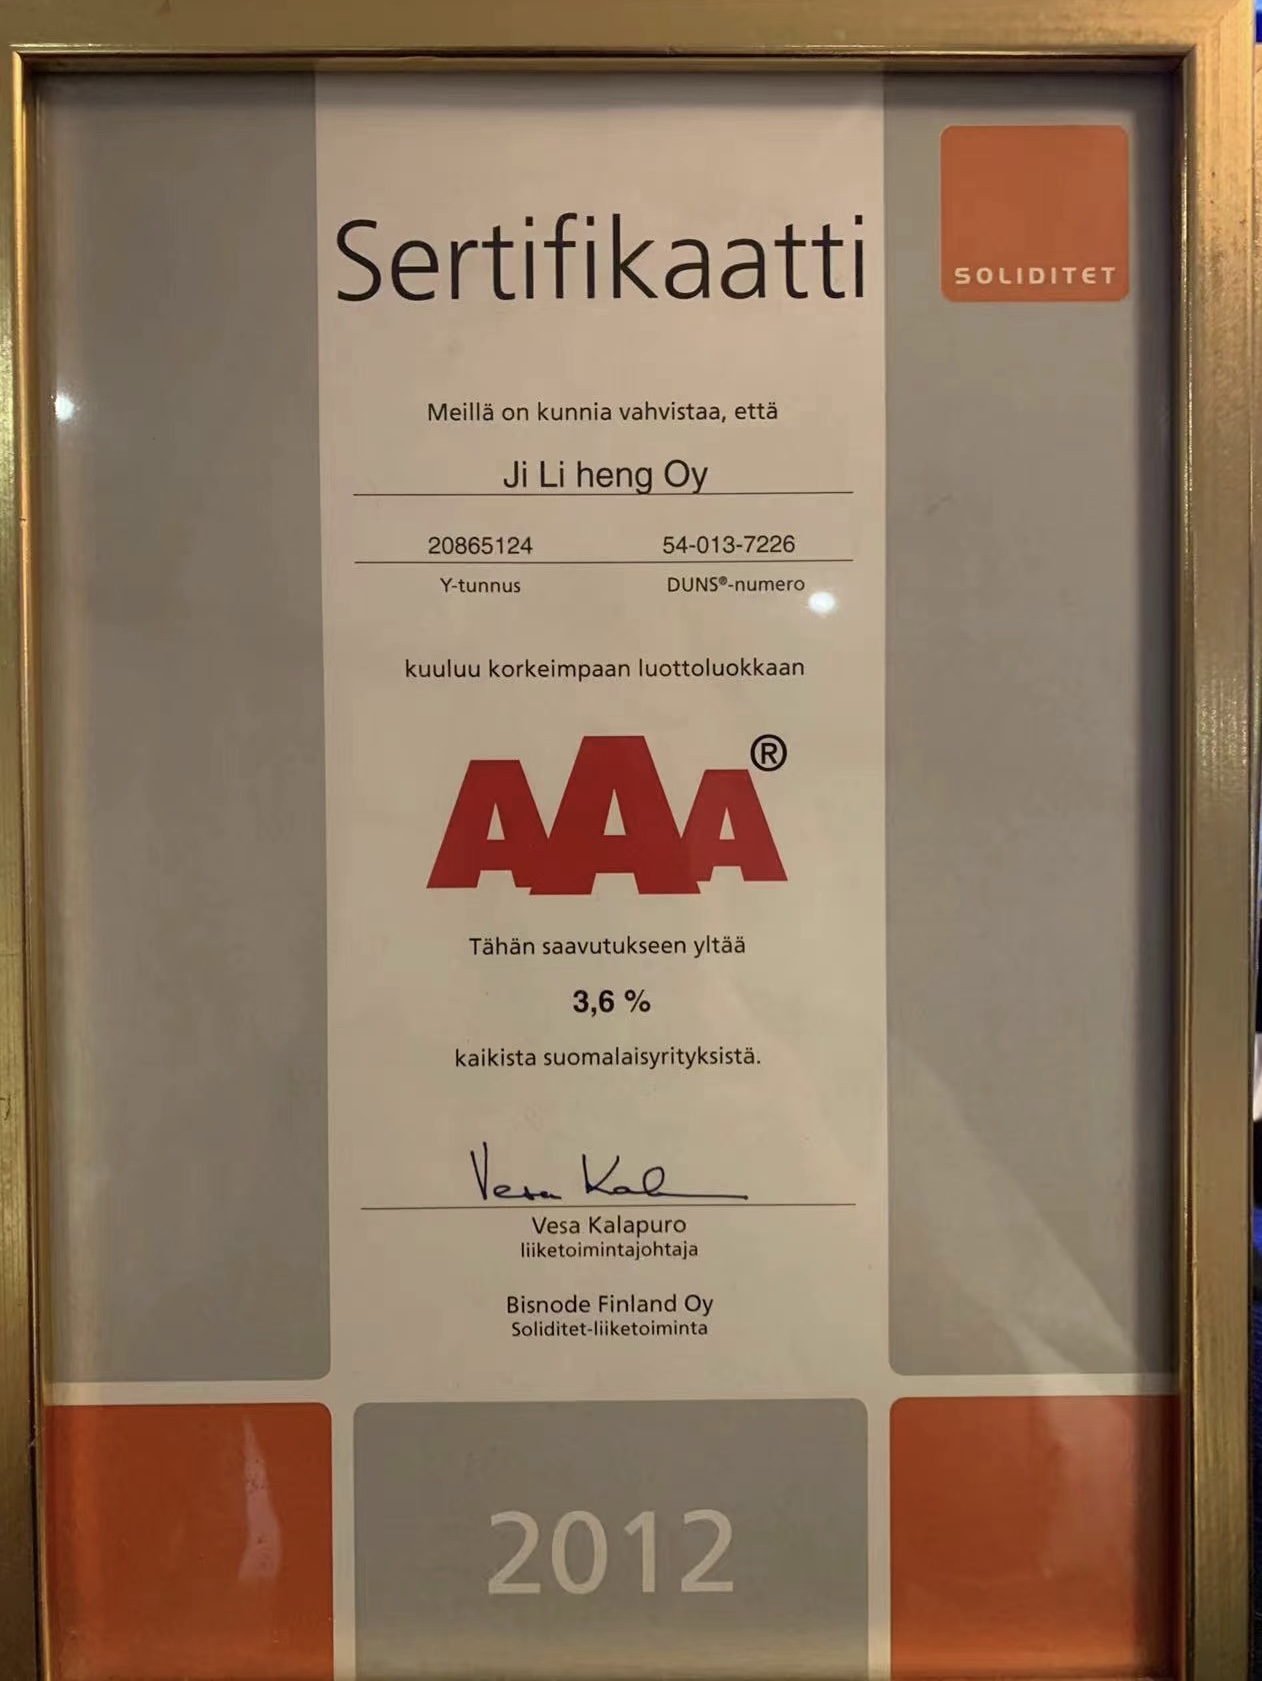 SOLIDITET
Sertifikaatti
Meillä on kunnia vahvistaa, että
Ji Li heng Oy
20865124 54-013-7226
Y-tunnus DUNS®-numero
kuuluu korkeimpaan luottoluokkaan
AAA®
Tähän saavutukseen yltää
3,6 %
kaikista suomalaisyrityksistä.
Vesa Kal
Vesa Kalapuro
liiketoimintajohtaja
Bisnode Finland Oy
Soliditet-liiketoiminta
2012